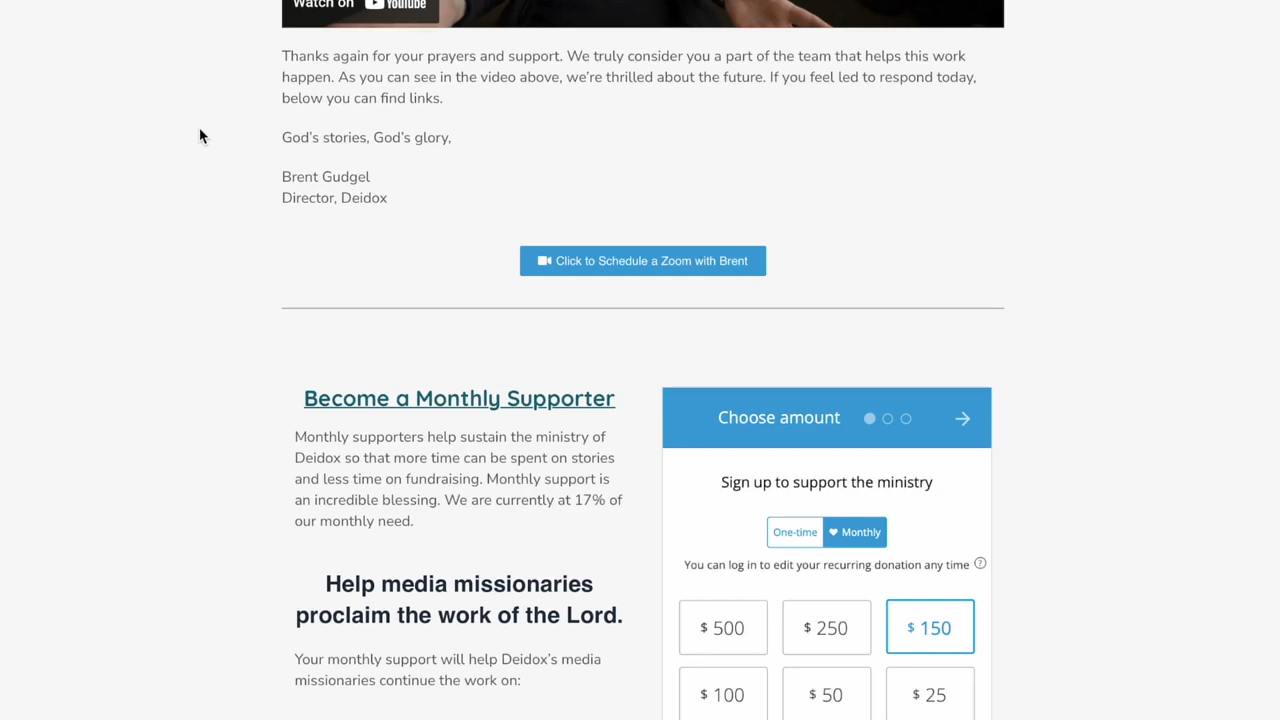 Watch on YouTube
Thanks again for your prayers and support. We truly consider you a part of the team that helps this work
happen. As you can see in the video above, we're thrilled about the future. If you feel led to respond today,
below you can find links.
God's stories, God's glory,
Brent Gudgel
Director, Deidox
Click to Schedule a Zoom with Brent
Become a Monthly Supporter
Monthly supporters help sustain the ministry of
Deidox so that more time can be spent on stories
and less time on fundraising. Monthly support is
an incredible blessing. We are currently at 17% of
our monthly need.
Help media missionaries
proclaim the work of the Lord.
Your monthly support will help Deidox's media
missionaries continue the work on:
Choose amount
Sign up to support the ministry
One-time Monthly
You can log in to edit your recurring donation any time ?
$ 500 $ 250 $ 150
$ 100 $ 50 $ 25